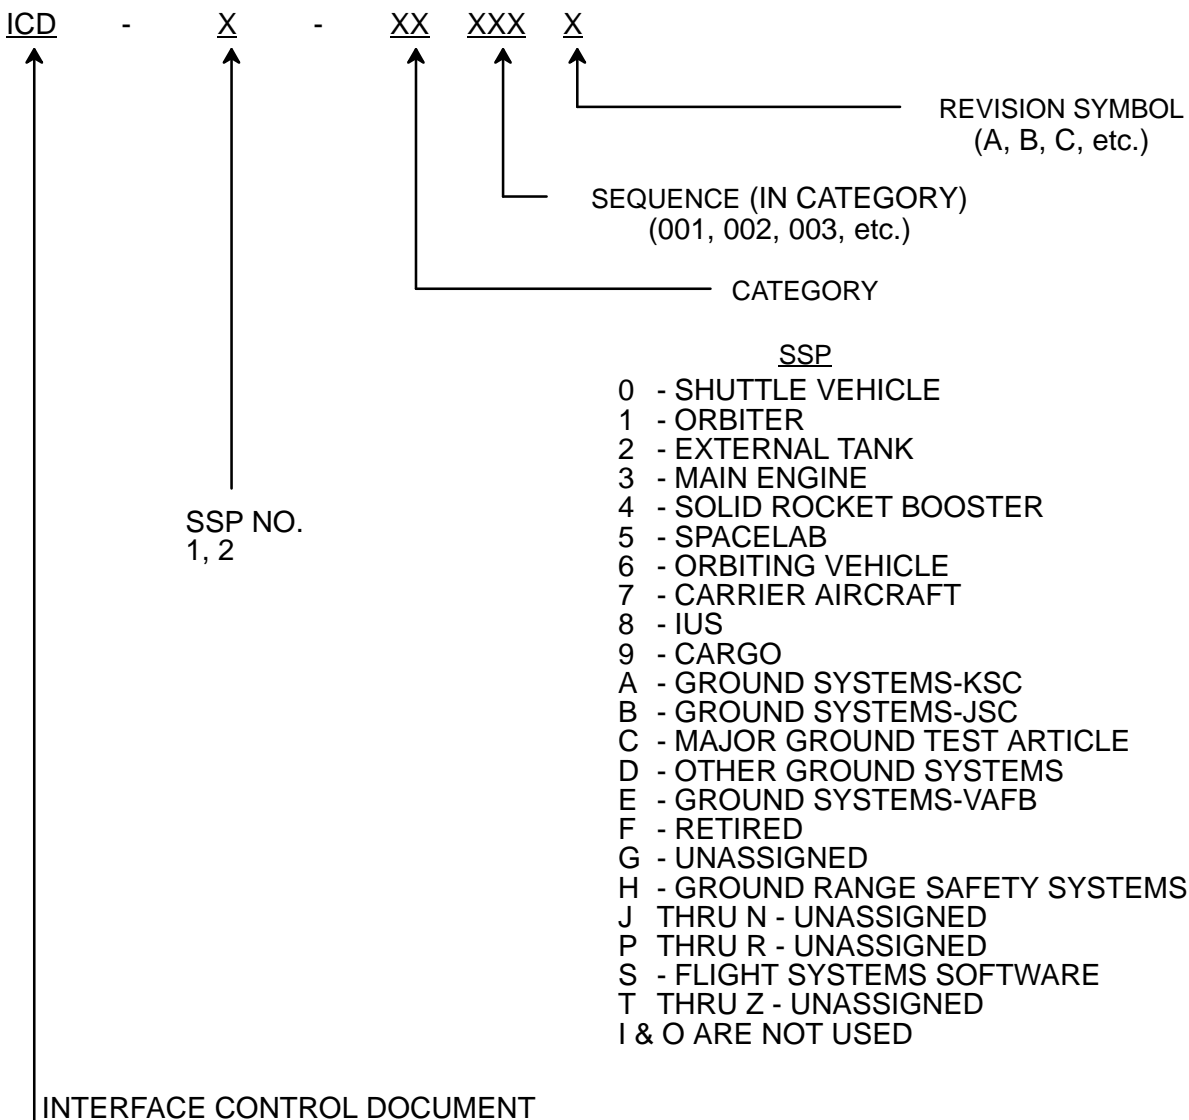 ICD - X - XX XXX X
REVISION SYMBOL
(A, B, C, etc.)
SEQUENCE (IN CATEGORY)
(001, 002, 003, etc.)
CATEGORY
SSP
0 - SHUTTLE VEHICLE
1 - ORBITER
2 - EXTERNAL TANK
3 - MAIN ENGINE
4 - SOLID ROCKET BOOSTER
5 - SPACELAB
6 - ORBITING VEHICLE
7 - CARRIER AIRCRAFT
8 - IUS
9 - CARGO
A - GROUND SYSTEMS-KSC
B - GROUND SYSTEMS-JSC
C - MAJOR GROUND TEST ARTICLE
D - OTHER GROUND SYSTEMS
E - GROUND SYSTEMS-VAFB
F - RETIRED
G - UNASSIGNED
H - GROUND RANGE SAFETY SYSTEMS
J THRU N - UNASSIGNED
P THRU R - UNASSIGNED
S - FLIGHT SYSTEMS SOFTWARE
T THRU Z - UNASSIGNED
I & O ARE NOT USED
SSP NO.
1, 2
INTERFACE CONTROL DOCUMENT